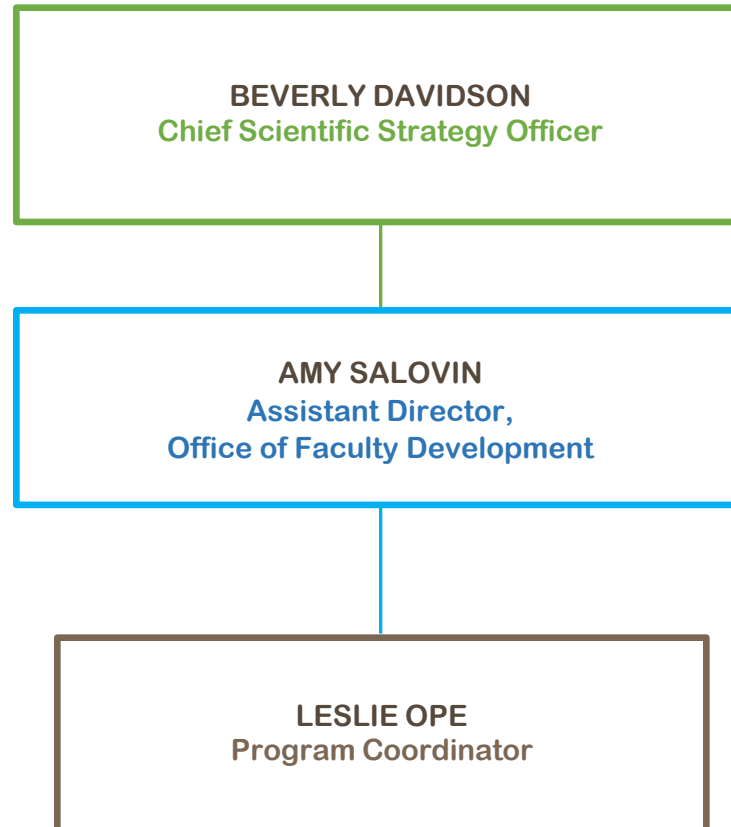 BEVERLY DAVIDSON
Chief Scientific Strategy Officer
AMY SALOVIN
Assistant Director,
Office of Faculty Development
LESLIE OPE
Program Coordinator